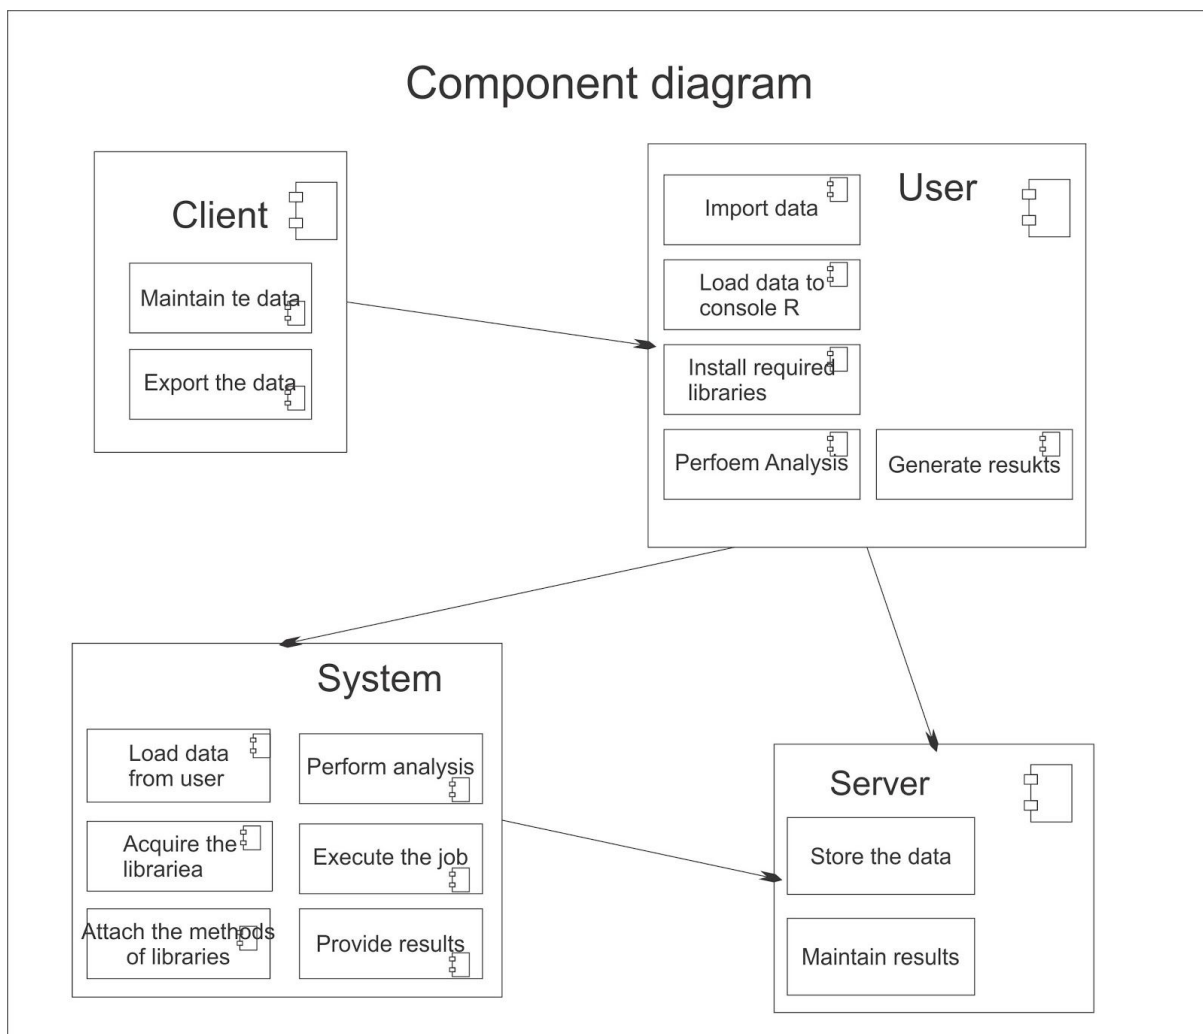 Component diagram
Client
Maintain te data
Export the data
User
Import data
Load data to
console R
Install required
libraries
Perfoem Analysis
Generate resukts
System
Load data
from user
Perform analysis
Acquire the
librariea
Execute the job
Attach the methods
of libraries
Provide results
Server
Store the data
Maintain results